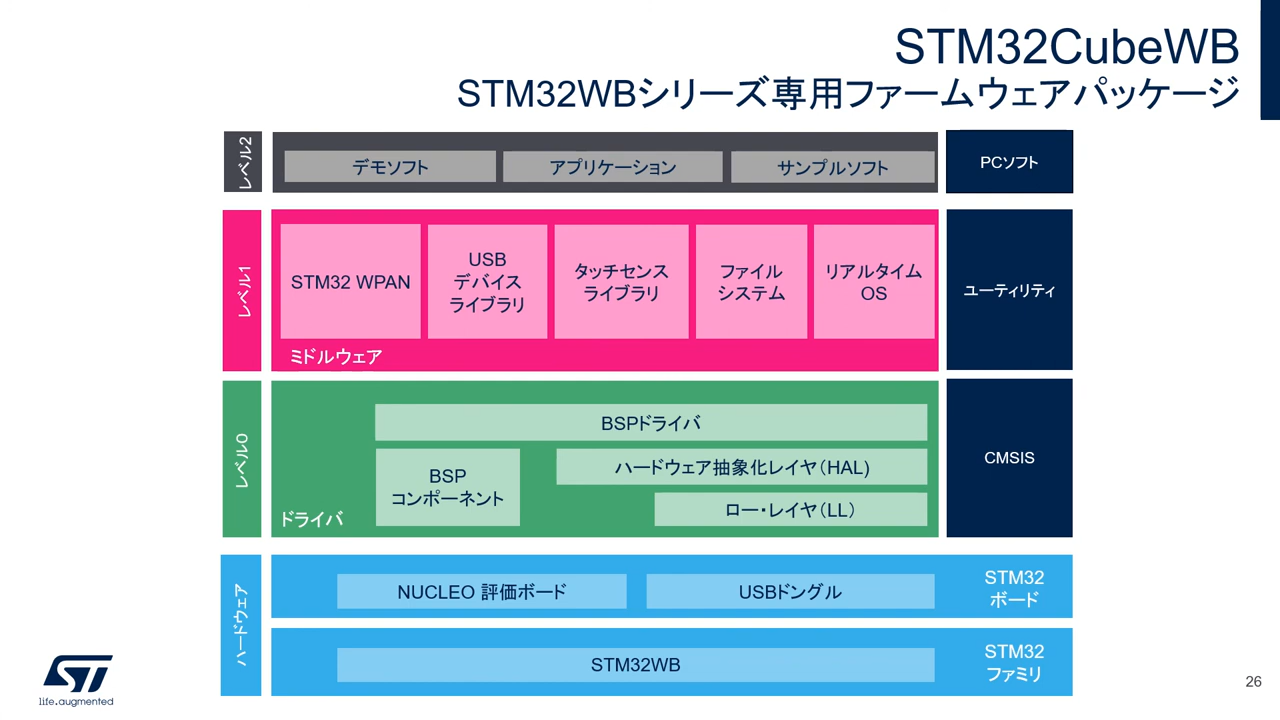 STM32CubeWB
STM32WBシリーズ専用ファームウェアパッケージ
レベル2
デモソフト
アプリケーション
サンプルソフト
PCソフト
レベル1
STM32 WPAN
USB
デバイス
ライブラリ
タッチセンス
ライブラリ
ファイル
システム
リアルタイム
OS
ミドルウェア
ユーティリティ
レベル0
BSPドライバ
BSP
コンポーネント
ハードウェア抽象化レイヤ（HAL)
ロー・レイヤ（LL）
ドライバ
CMSIS
ハードウェア
NUCLEO 評価ボード
USBドングル
STM32
ボード
STM32WB
STM32
ファミリ
ST
life.augmented
26